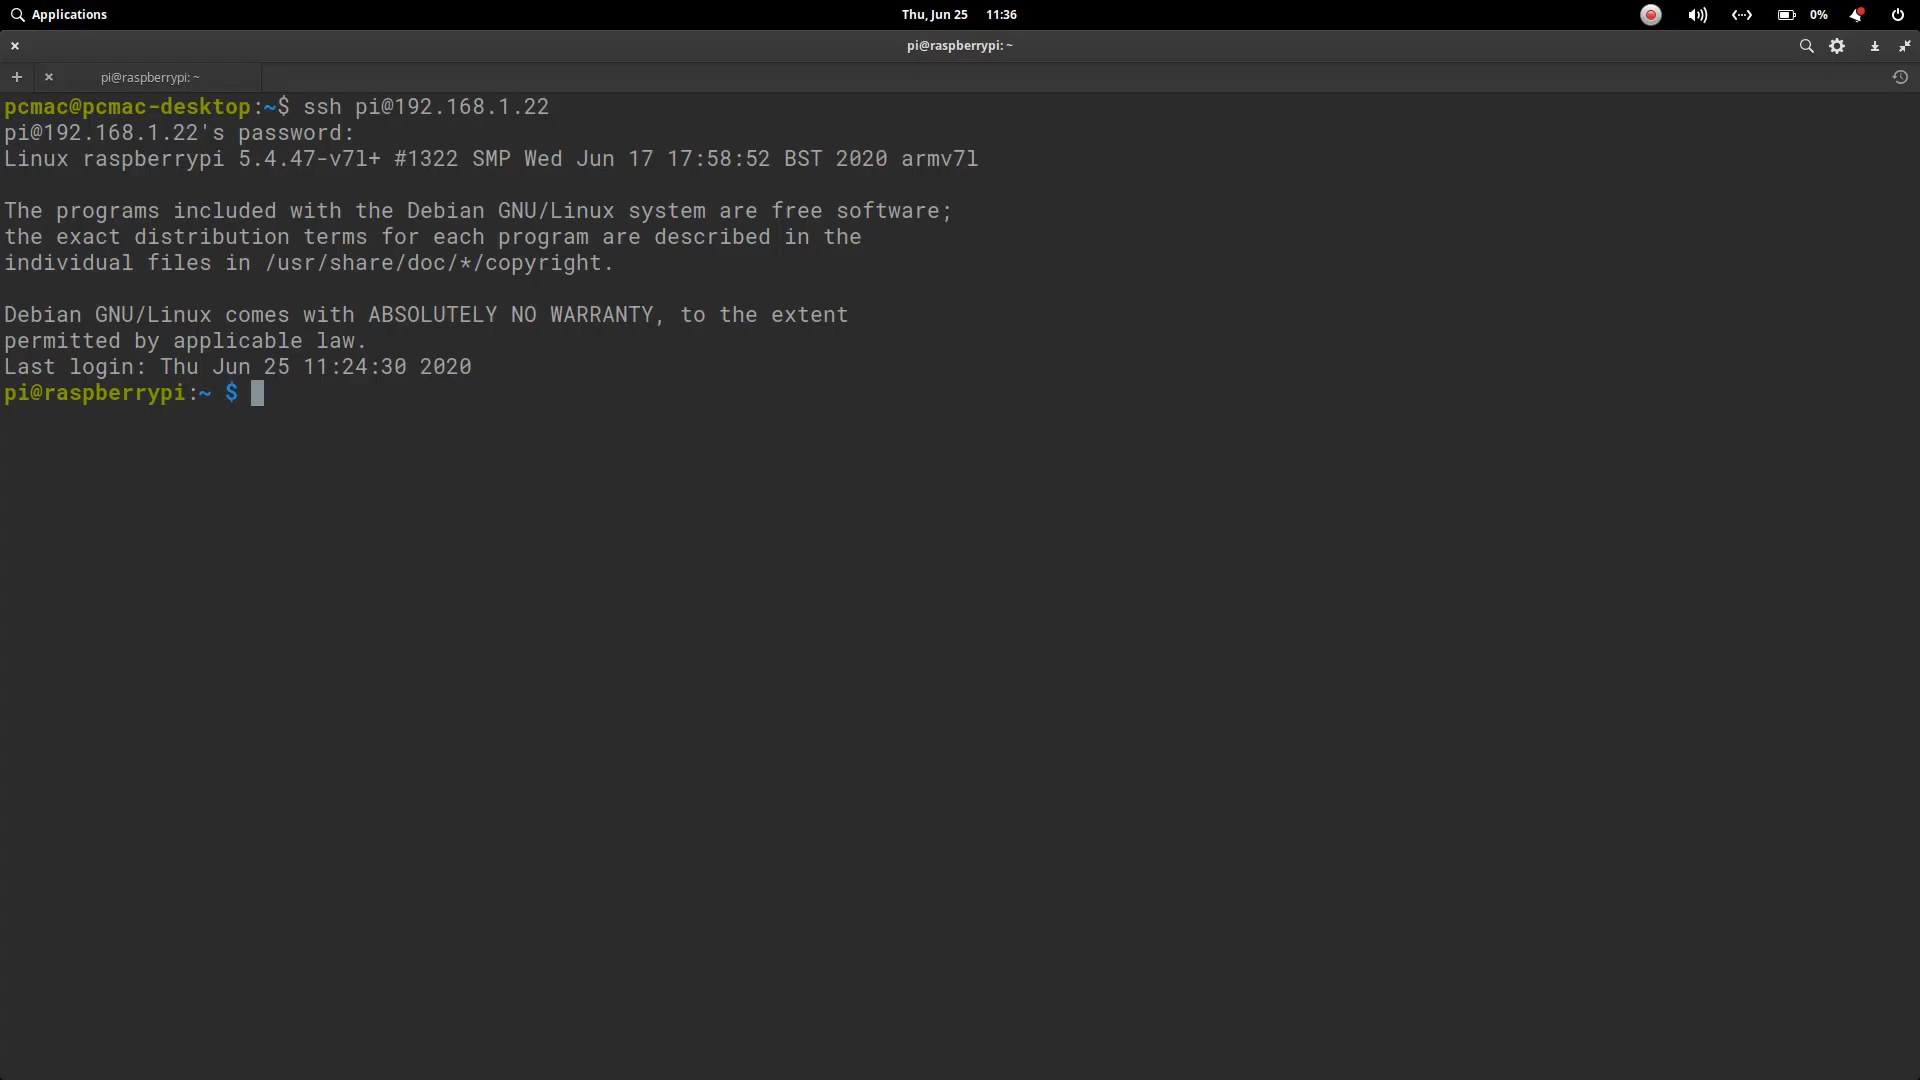 Applications
Thu, Jun 25 11:36
0%
pi@raspberrypi: ~
pi@raspberrypi: ~
pcmac@pcmac-desktop:~$ ssh pi@192.168.1.22
pi@192.168.1.22's password:
Linux raspberrypi 5.4.47-v7l+ #1322 SMP Wed Jun 17 17:58:52 BST 2020 armv7l
The programs included with the Debian GNU/Linux system are free software;
the exact distribution terms for each program are described in the
individual files in /usr/share/doc/*/copyright.
Debian GNU/Linux comes with ABSOLUTELY NO WARRANTY, to the extent
permitted by applicable law.
Last login: Thu Jun 25 11:24:30 2020
pi@raspberrypi:~ $